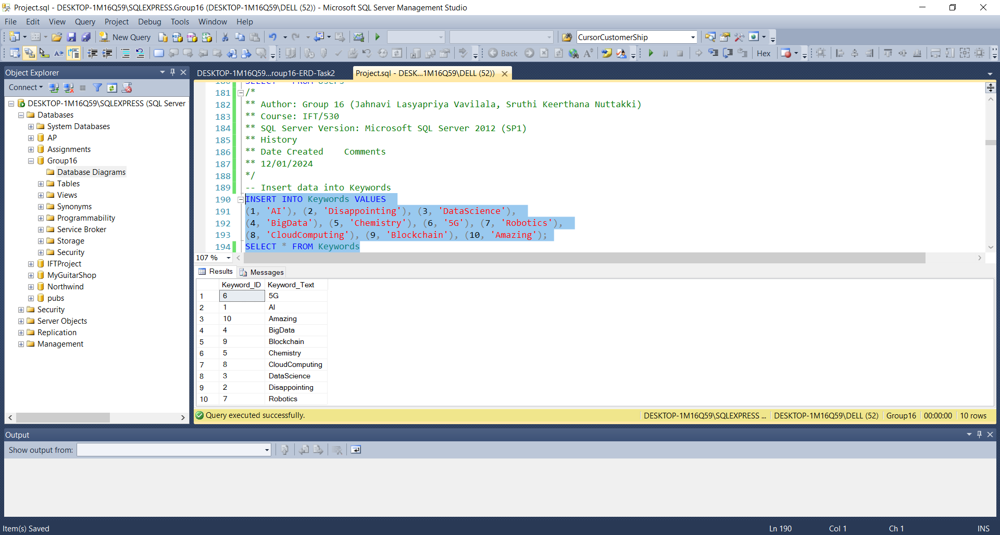 Project.sql - DESKTOP-1M16Q59\SQLEXPRESS.Group16 (DESKTOP-1M16Q59\DELL (52)) - Microsoft SQL Server Management Studio
File Edit View Query Project Debug Tools Window Help
New Query CursorCustomerShip
Back Hex
Object Explorer
Connect
DESKTOP-1M16Q59\SQLEXPRESS (SQL Server
Databases
System Databases
AP
Assignments
Group16
Database Diagrams
Tables
Views
Synonyms
Programmability
Service Broker
Storage
Security
IFTProject
MyGuitarShop
Northwind
pubs
Security
Server Objects
Replication
Management
DESKTOP-1M16Q59...roup16-ERD-Task2 Project.sql - DESK...1M16Q59\DELL (52))
180 SELECT * FROM Users
181 /*
182 ** Author: Group 16 (Jahnavi Lasyapriya Vavilala, Sruthi Keerthana Nuttakki)
183 ** Course: IFT/530
184 ** SQL Server Version: Microsoft SQL Server 2012 (SP1)
185 ** History
186 ** Date Created    Comments
187 ** 12/01/2024
188 */
189 -- Insert data into Keywords
190 INSERT INTO Keywords VALUES
191 (1, 'AI'), (2, 'Disappointing'), (3, 'DataScience'),
192 (4, 'BigData'), (5, 'Chemistry'), (6, '5G'), (7, 'Robotics'),
193 (8, 'CloudComputing'), (9, 'Blockchain'), (10, 'Amazing');
194 SELECT * FROM Keywords
107 %
Results Messages
Keyword_ID Keyword_Text
1 6 5G
2 1 AI
3 10 Amazing
4 4 BigData
5 9 Blockchain
6 5 Chemistry
7 8 CloudComputing
8 3 DataScience
9 2 Disappointing
10 7 Robotics
Query executed successfully. DESKTOP-1M16Q59\SQLEXPRESS ... DESKTOP-1M16Q59\DELL (52) Group16 00:00:00 10 rows
Output
Show output from:
Item(s) Saved Ln 190 Col 1 Ch 1 INS